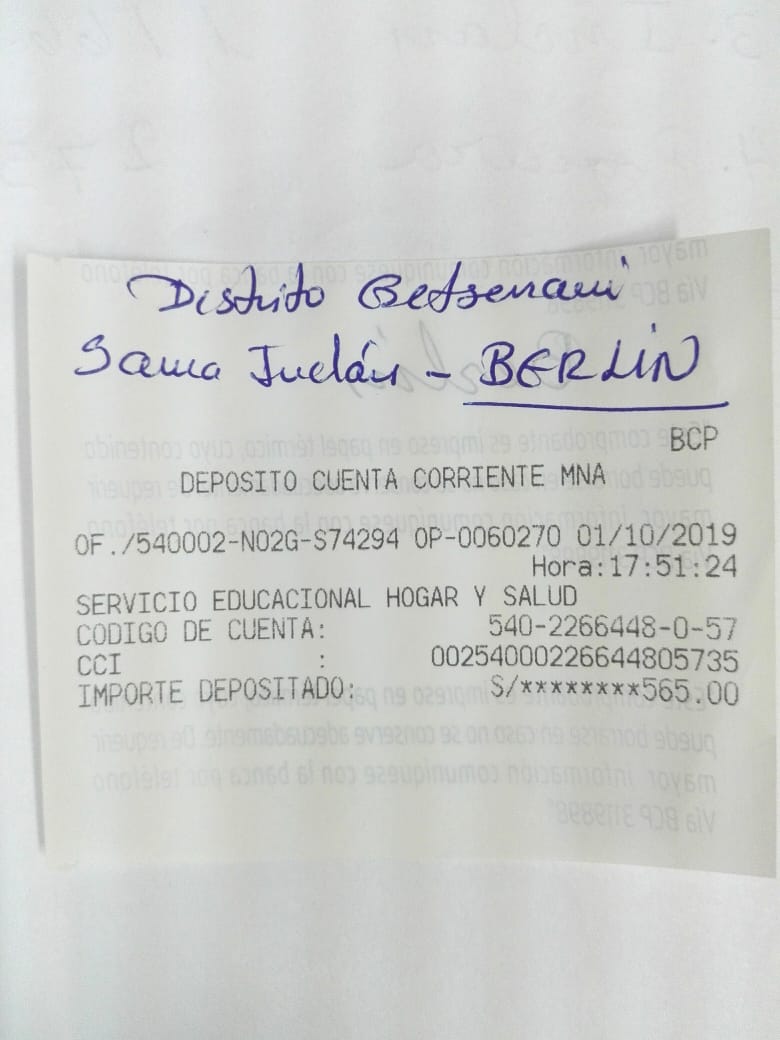 Distrito Betsemani
Sama Inclán - BERLIN
BCP
DEPOSITO CUENTA CORRIENTE MNA
OF./540002-N02G-S74294 OP-0060270 01/10/2019
Hora:17:51:24
SERVICIO EDUCACIONAL HOGAR Y SALUD
CODIGO DE CUENTA: 540-2266448-0-57
CCI : 00254000226644805735
IMPORTE DEPOSITADO: S/********565.00